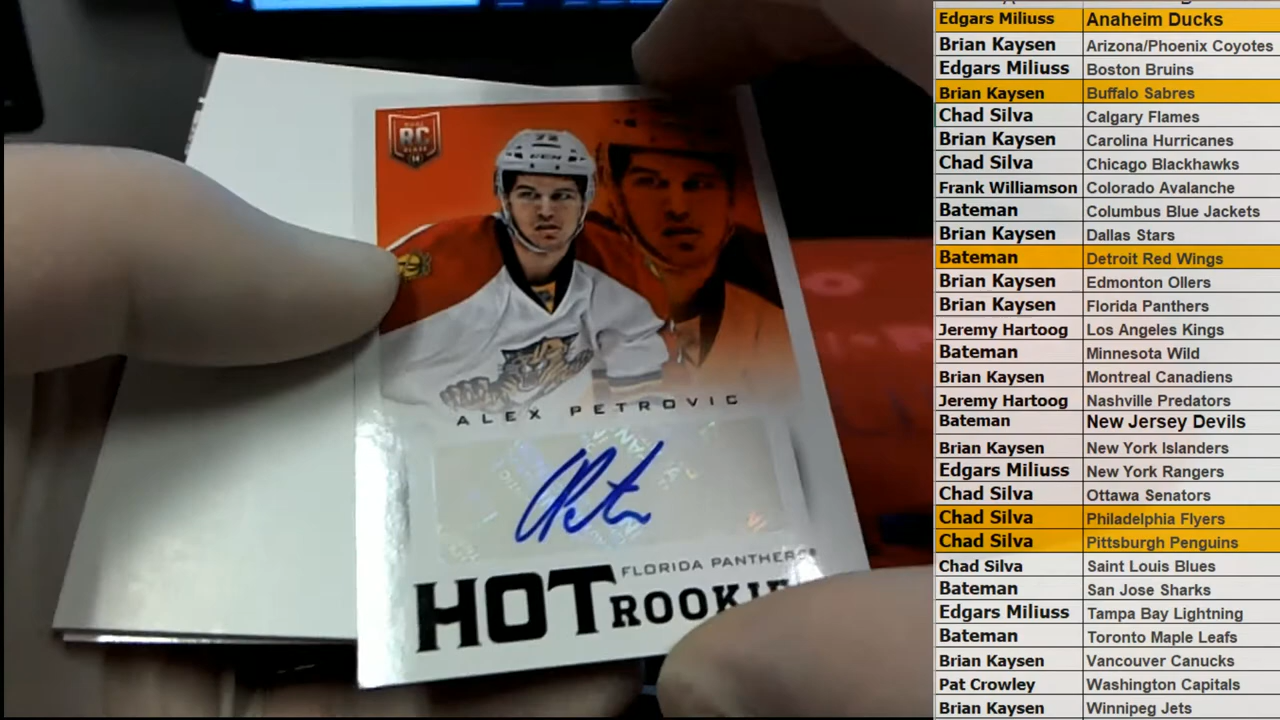 RC
ALEX PETROVIC
FLORIDA PANTHERS
HOT ROOKIE
Edgars Miliuss Anaheim Ducks
Brian Kaysen Arizona/Phoenix Coyotes
Edgars Miliuss Boston Bruins
Brian Kaysen Buffalo Sabres
Chad Silva Calgary Flames
Brian Kaysen Carolina Hurricanes
Chad Silva Chicago Blackhawks
Frank Williamson Colorado Avalanche
Bateman Columbus Blue Jackets
Brian Kaysen Dallas Stars
Bateman Detroit Red Wings
Brian Kaysen Edmonton Ollers
Brian Kaysen Florida Panthers
Jeremy Hartoog Los Angeles Kings
Bateman Minnesota Wild
Brian Kaysen Montreal Canadiens
Jeremy Hartoog Nashville Predators
Bateman New Jersey Devils
Brian Kaysen New York Islanders
Edgars Miliuss New York Rangers
Chad Silva Ottawa Senators
Chad Silva Philadelphia Flyers
Chad Silva Pittsburgh Penguins
Chad Silva Saint Louis Blues
Bateman San Jose Sharks
Edgars Miliuss Tampa Bay Lightning
Bateman Toronto Maple Leafs
Brian Kaysen Vancouver Canucks
Pat Crowley Washington Capitals
Brian Kaysen Winnipeg Jets